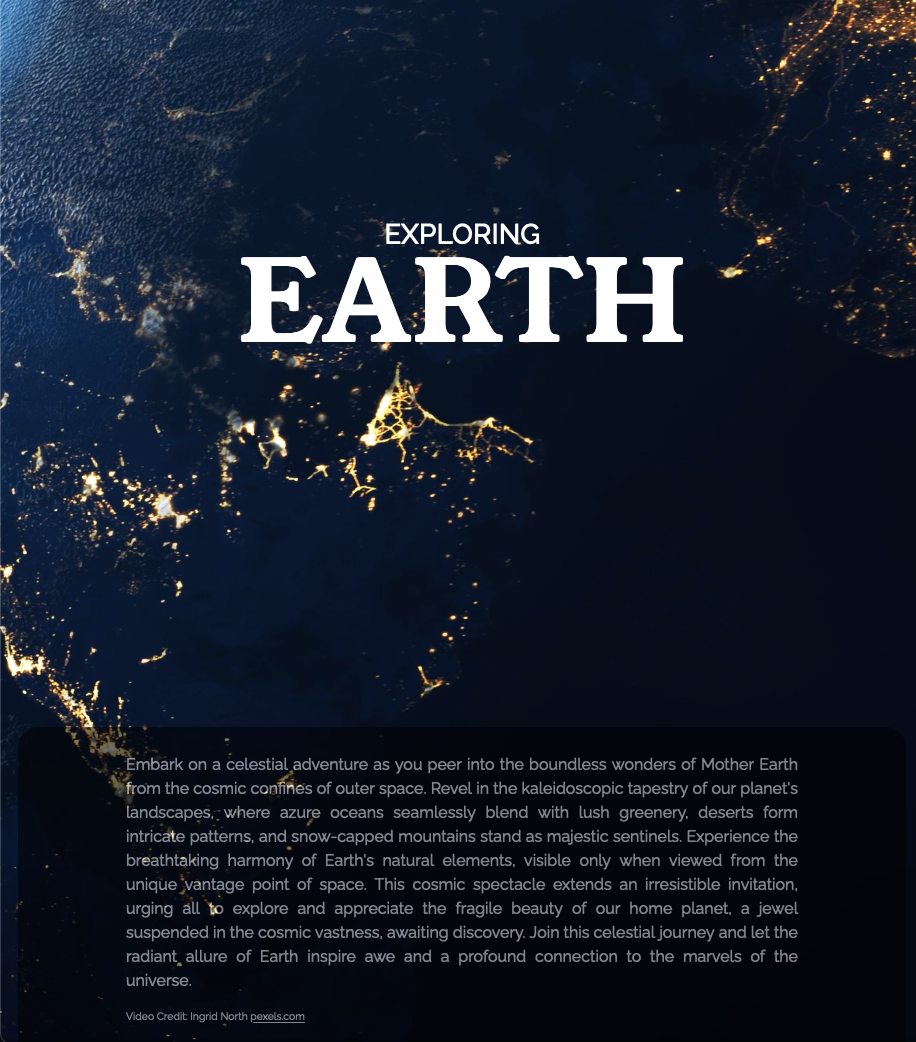 EXPLORING
EARTH
Embark on a celestial adventure as you peer into the boundless wonders of Mother Earth
from the cosmic confines of outer space. Revel in the kaleidoscopic tapestry of our planet's
landscapes, where azure oceans seamlessly blend with lush greenery, deserts form
intricate patterns, and snow-capped mountains stand as majestic sentinels. Experience the
breathtaking harmony of Earth's natural elements, visible only when viewed from the
unique vantage point of space. This cosmic spectacle extends an irresistible invitation,
urging all to explore and appreciate the fragile beauty of our home planet, a jewel
suspended in the cosmic vastness, awaiting discovery. Join this celestial journey and let the
radiant allure of Earth inspire awe and a profound connection to the marvels of the
universe.
Video Credit: Ingrid North pexels.com